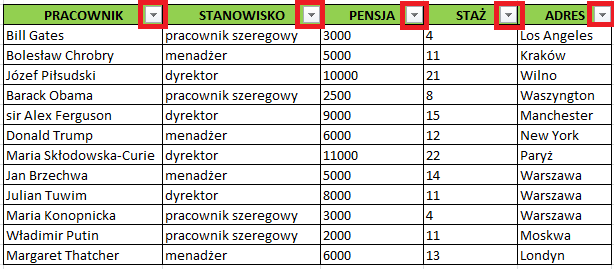 PRACOWNIK STANOWISKO PENSJA STAŻ ADRES
Bill Gates pracownik szeregowy 3000 4 Los Angeles
Bolesław Chrobry menadżer 5000 11 Kraków
Józef Piłsudski dyrektor 10000 21 Wilno
Barack Obama pracownik szeregowy 2500 8 Waszyngton
sir Alex Ferguson dyrektor 9000 15 Manchester
Donald Trump menadżer 6000 12 New York
Maria Skłodowska-Curie dyrektor 11000 22 Paryż
Jan Brzechwa menadżer 5000 14 Warszawa
Julian Tuwim dyrektor 8000 11 Warszawa
Maria Konopnicka pracownik szeregowy 3000 4 Warszawa
Władimir Putin pracownik szeregowy 2000 11 Moskwa
Margaret Thatcher menadżer 6000 13 Londyn